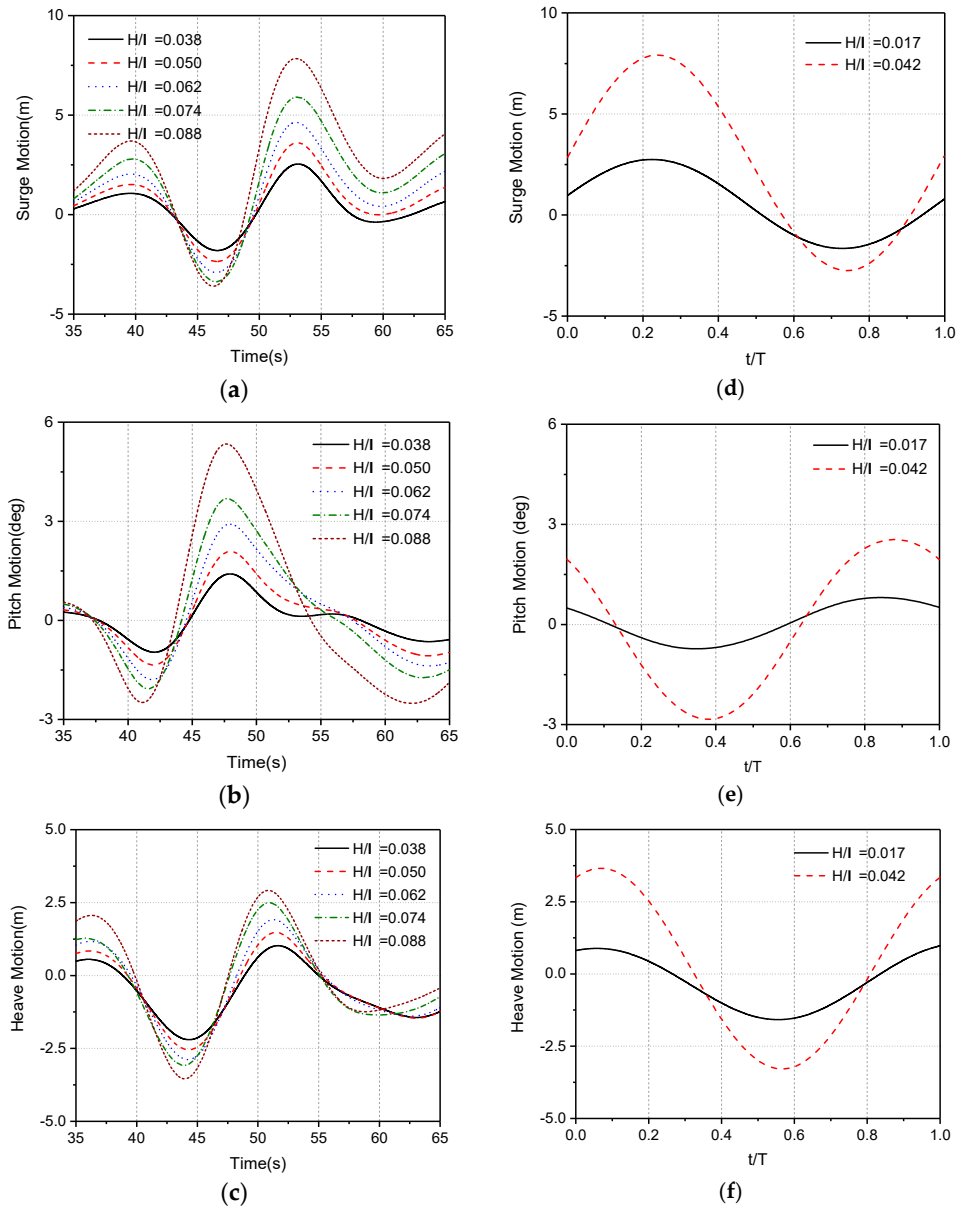 10
5
0
-5
Surge Motion(m)
H/l =0.038
H/l =0.050
H/l =0.062
H/l =0.074
H/l =0.088
35 40 45 50 55 60 65
Time(s)
(a)
10
5
0
-5
Surge Motion (m)
H/l =0.017
H/l =0.042
0.0 0.2 0.4 0.6 0.8 1.0
t/T
(d)
6
3
0
-3
Pitch Motion(deg)
H/l =0.038
H/l =0.050
H/l =0.062
H/l =0.074
H/l =0.088
35 40 45 50 55 60 65
Time(s)
(b)
6
3
0
-3
Pitch Motion (deg)
H/l =0.017
H/l =0.042
0.0 0.2 0.4 0.6 0.8 1.0
t/T
(e)
5.0
2.5
0.0
-2.5
-5.0
Heave Motion(m)
H/l =0.038
H/l =0.050
H/l =0.062
H/l =0.074
H/l =0.088
35 40 45 50 55 60 65
Time(s)
(c)
5.0
2.5
0.0
-2.5
-5.0
Heave Motion (m)
H/l =0.017
H/l =0.042
0.0 0.2 0.4 0.6 0.8 1.0
t/T
(f)